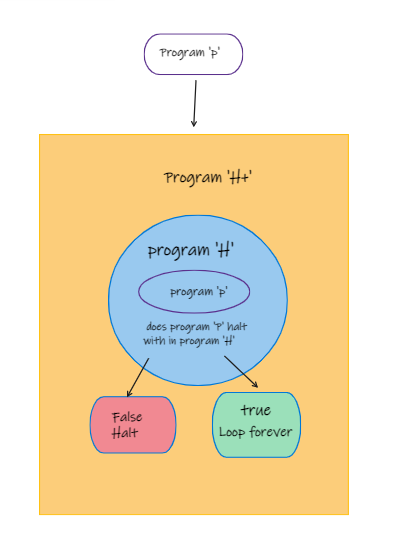 Program 'p'
Program 'H+'
program 'H'
program 'p'
does program 'P' halt
with in program 'H'
False
Halt
true
Loop forever